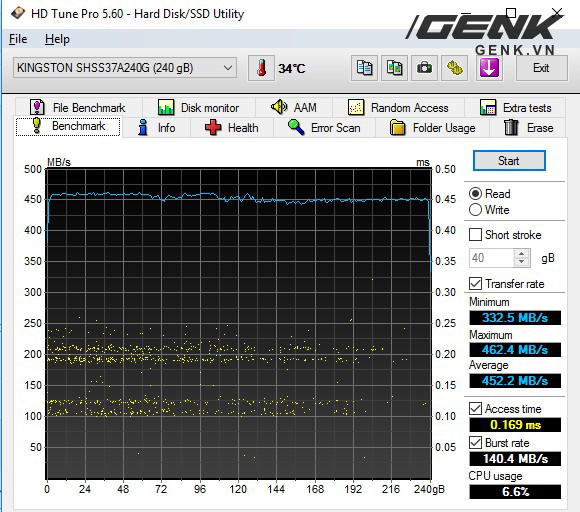 HD Tune Pro 5.60 - Hard Disk/SSD Utility
GENK
GENK.VN
File Help
KINGSTON SHSS37A240G (240 gB) 34°C Exit
File Benchmark Disk monitor AAM Random Access Extra tests
Benchmark Info Health Error Scan Folder Usage Erase
MB/s ms
500 0.50
450 0.45
400 0.40
350 0.35
300 0.30
250 0.25
200 0.20
150 0.15
100 0.10
50 0.05
0 24 48 72 96 120 144 168 192 216 240gB
Start
Read
Write
Short stroke
40 gB
Transfer rate
Minimum
332.5 MB/s
Maximum
462.4 MB/s
Average
452.2 MB/s
Access time
0.169 ms
Burst rate
140.4 MB/s
CPU usage
6.6%